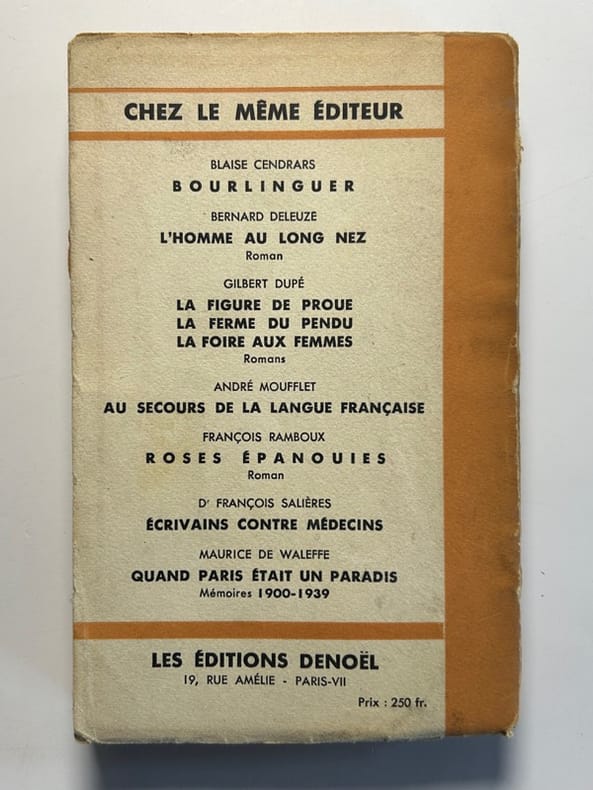 CHEZ LE MÊME ÉDITEUR
BLAISE CENDRARS
BOURLINGUER
BERNARD DELEUZE
L'HOMME AU LONG NEZ
Roman
GILBERT DUPÉ
LA FIGURE DE PROUE
LA FERME DU PENDU
LA FOIRE AUX FEMMES
Romans
ANDRÉ MOUFFLET
AU SECOURS DE LA LANGUE FRANÇAISE
FRANÇOIS RAMBOUX
ROSES ÉPANOUIES
Roman
Dr FRANÇOIS SALIÈRES
ÉCRIVAINS CONTRE MÉDECINS
MAURICE DE WALEFFE
QUAND PARIS ÉTAIT UN PARADIS
Mémoires 1900-1939
LES ÉDITIONS DENOËL
19, RUE AMÉLIE - PARIS-VII
Prix : 250 fr.